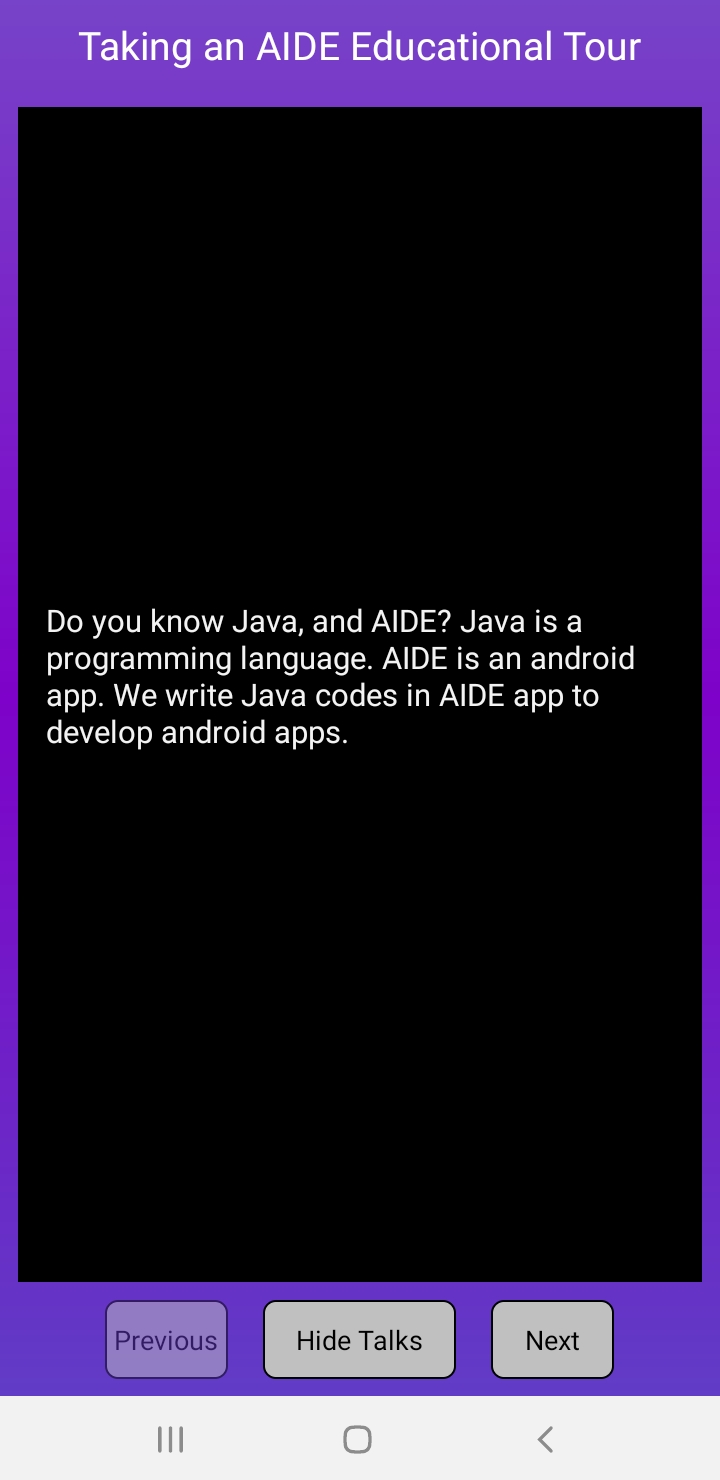 Taking an AIDE Educational Tour
Do you know Java, and AIDE? Java is a
programming language. AIDE is an android
app. We write Java codes in AIDE app to
develop android apps.
Previous
Hide Talks
Next